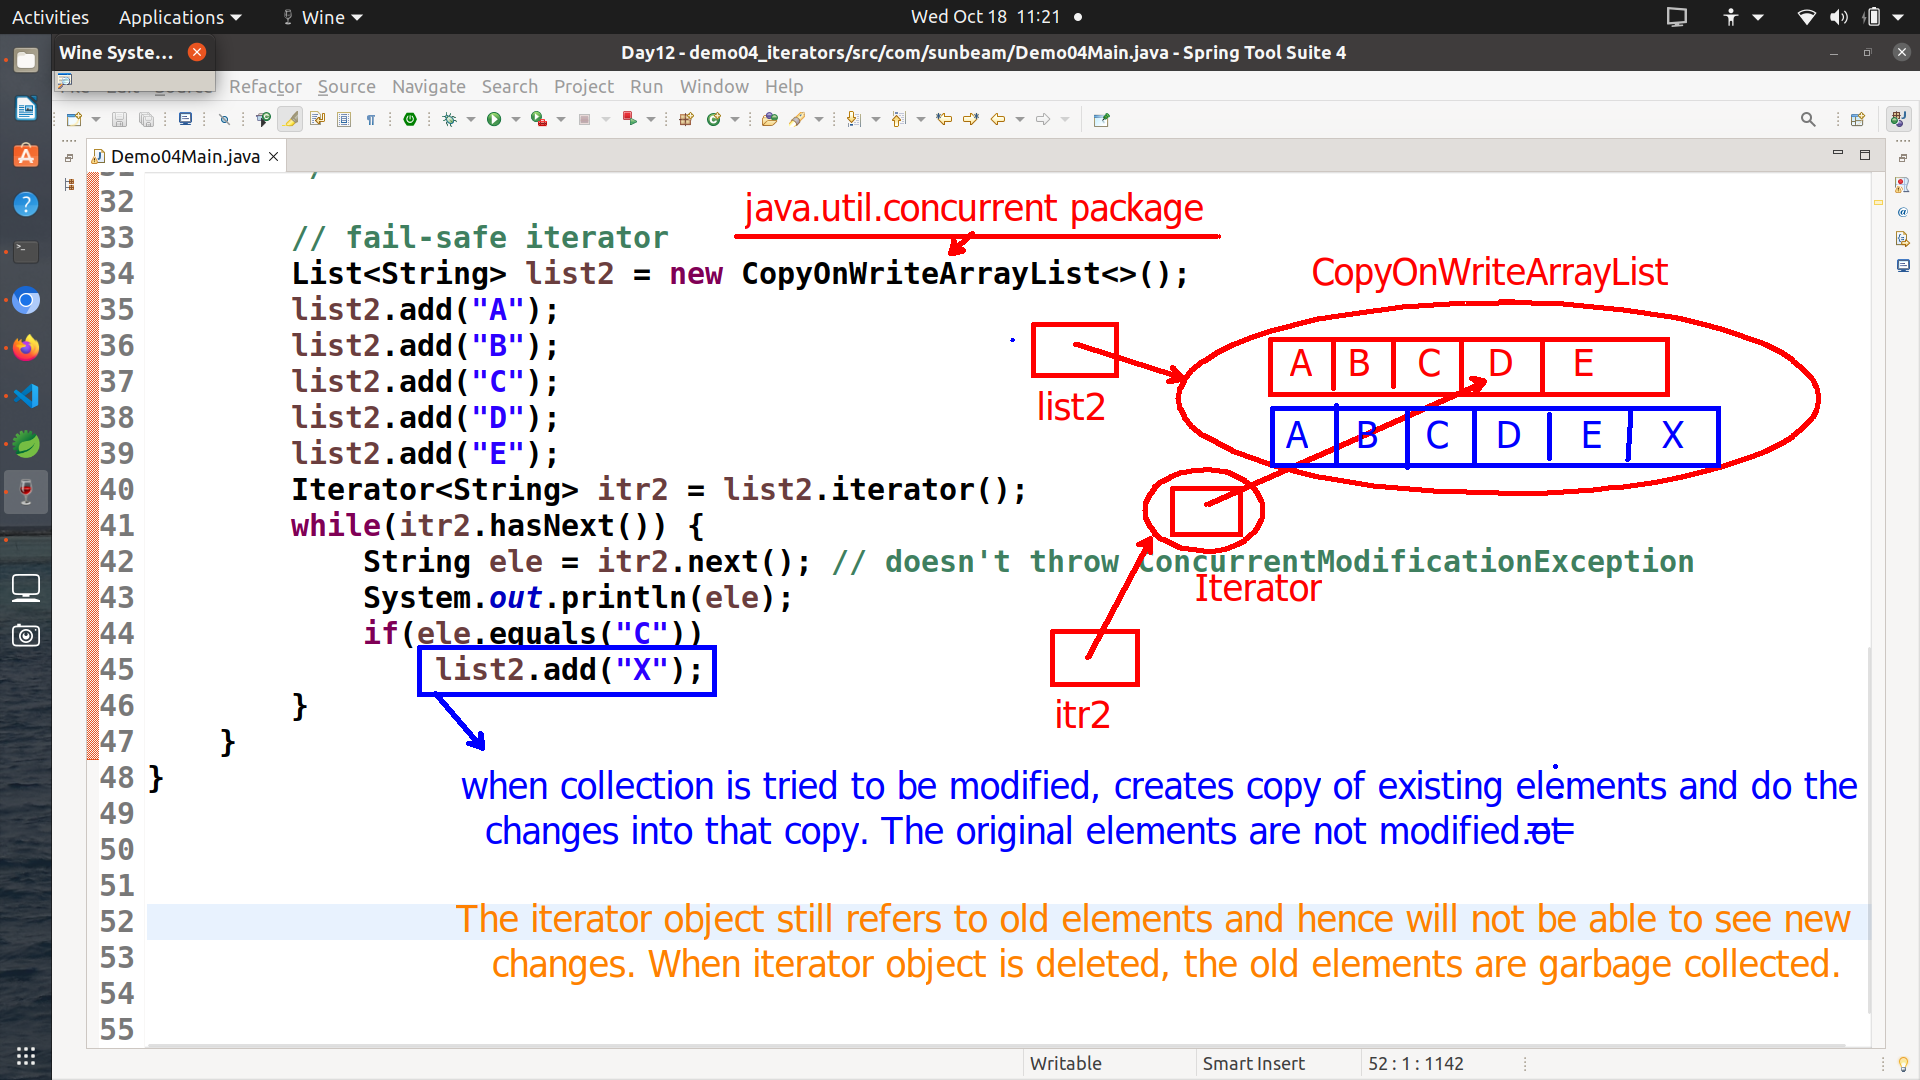 Activities Applications Wine Wed Oct 18 11:21
Wine Syste...
Day12 - demo04_iterators/src/com/sunbeam/Demo04Main.java - Spring Tool Suite 4
Refactor Source Navigate Search Project Run Window Help
Demo04Main.java
32
java.util.concurrent package
33 // fail-safe iterator
34 List<String> list2 = new CopyOnWriteArrayList<>();
CopyOnWriteArrayList
35 list2.add("A");
36 list2.add("B");
A B C D E
37 list2.add("C");
list2
38 list2.add("D");
A B C D E X
39 list2.add("E");
40 Iterator<String> itr2 = list2.iterator();
41 while(itr2.hasNext()) {
42 String ele = itr2.next(); // doesn't throw ConcurrentModificationException
Iterator
43 System.out.println(ele);
44 if(ele.equals("C"))
45 list2.add("X");
46 }
itr2
47 }
48 }
when collection is tried to be modified, creates copy of existing elements and do the
49
changes into that copy. The original elements are not modified.
50
51
52
The iterator object still refers to old elements and hence will not be able to see new
53
changes. When iterator object is deleted, the old elements are garbage collected.
54
55
Writable Smart Insert 52 : 1 : 1142